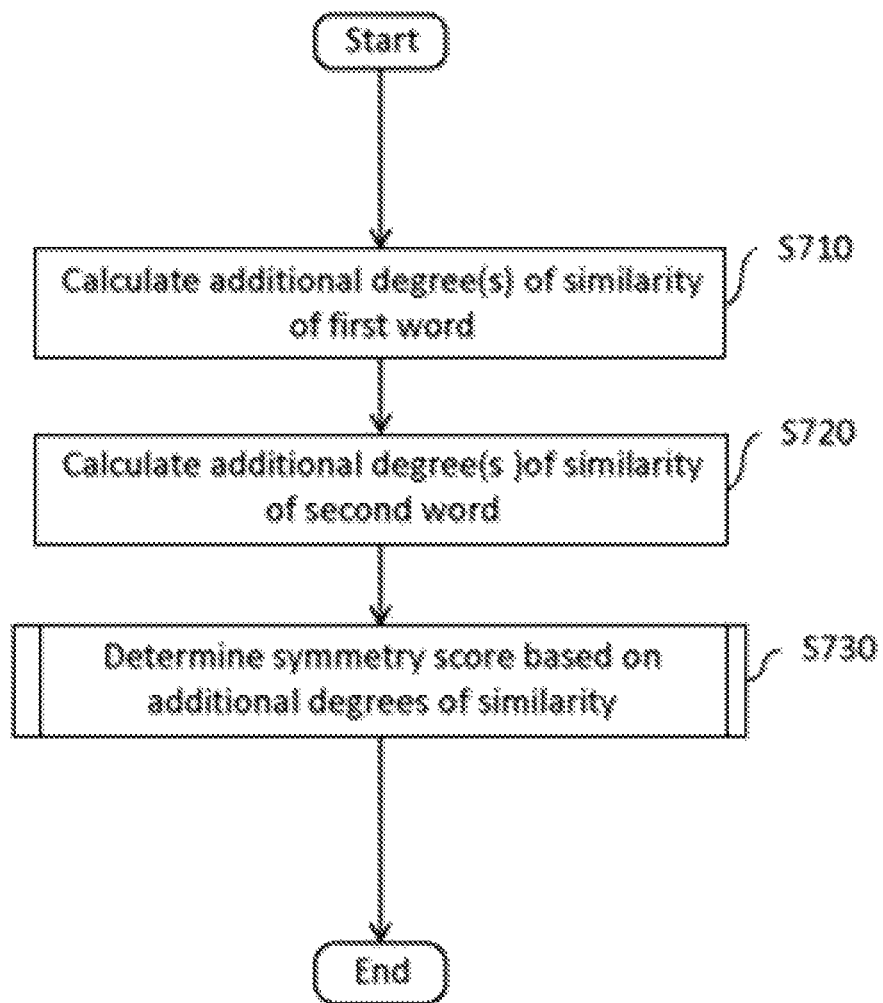 Start
S710
Calculate additional degree(s) of similarity
of first word
S720
Calculate additional degree(s )of similarity
of second word
S730
Determine symmetry score based on
additional degrees of similarity
End